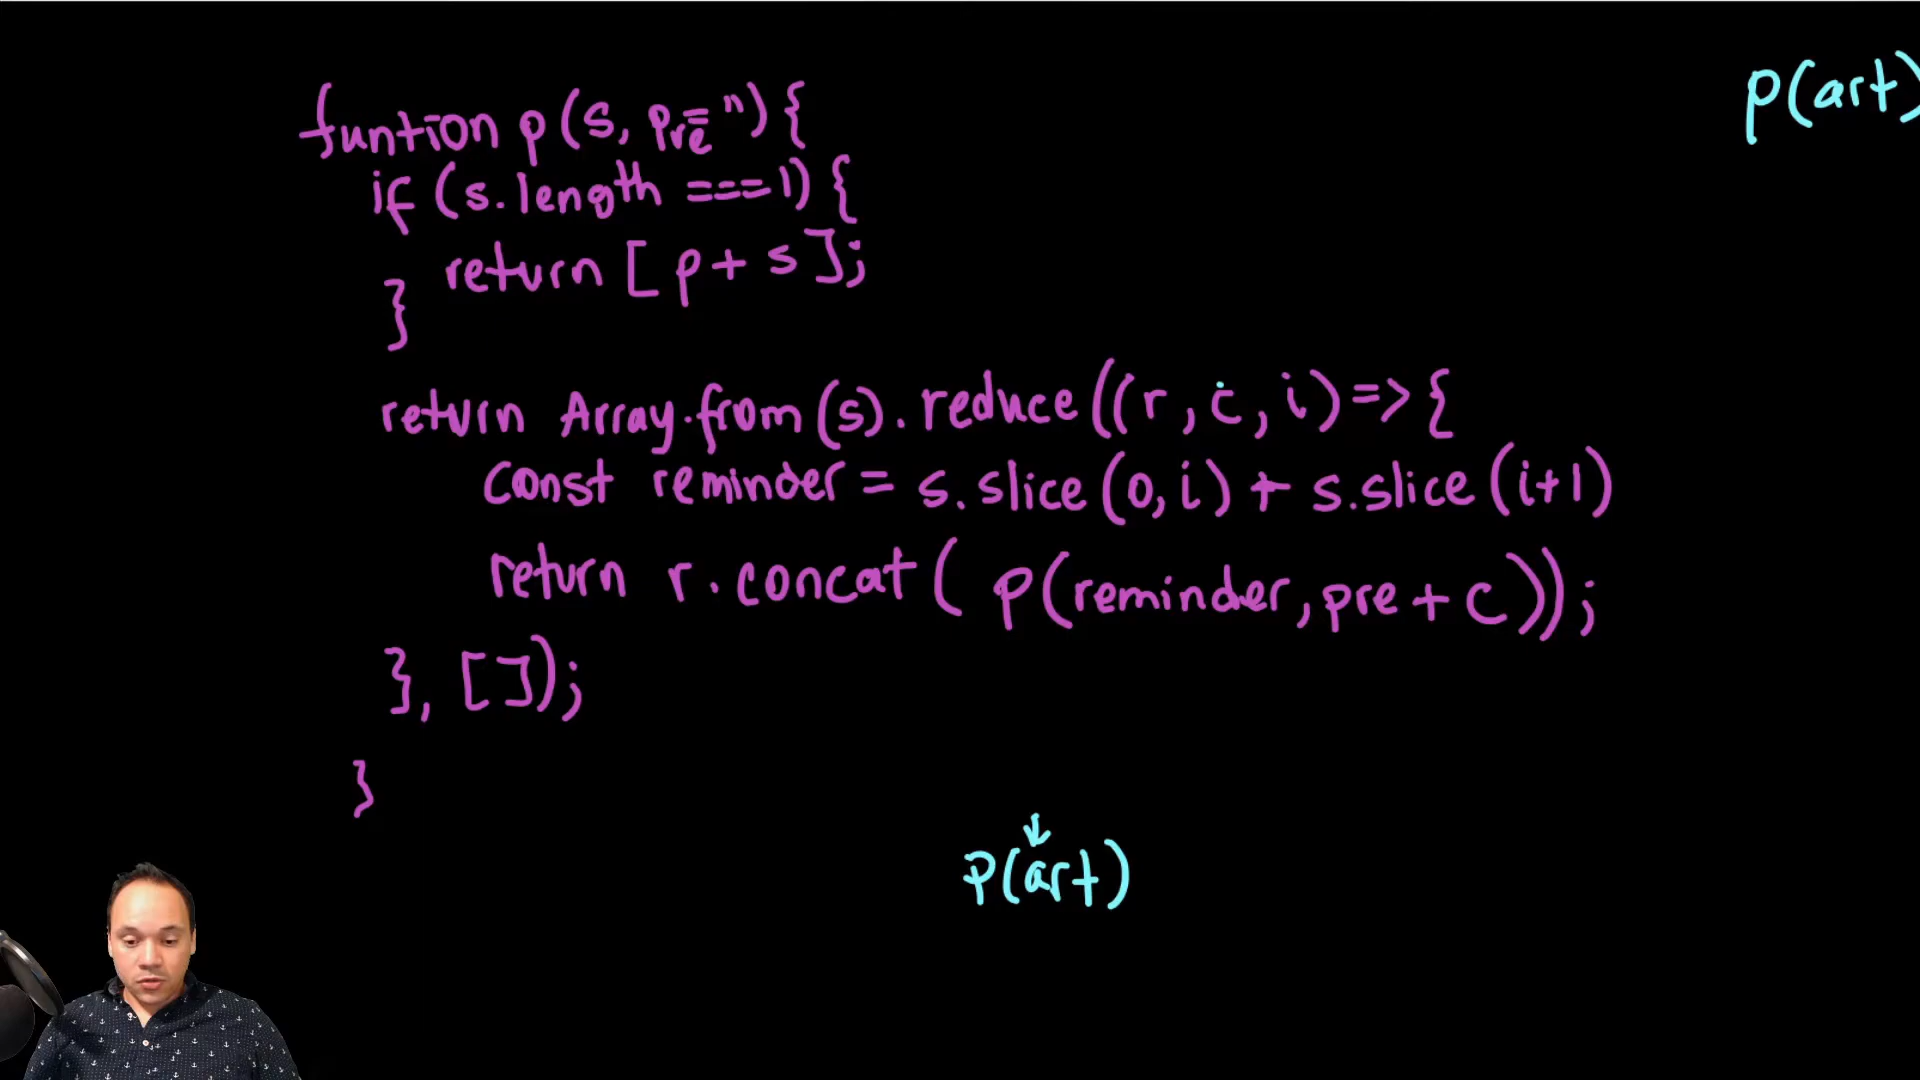 funtion p(s, pre="){
p(art)
if (s.length ===1){
return [p+s];
}
return Array.from(s).reduce((r,c,i)=>{
const reminder = s.slice(0,i) + s.slice(i+1)
return r.concat( p(reminder,pre+c));
}, []);
}
p(art)